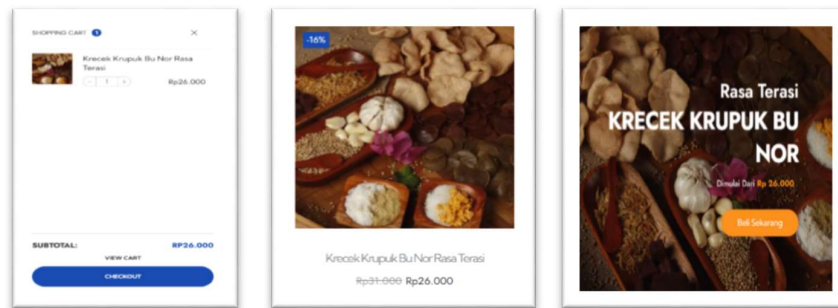 SHOPPING CART 1 ×
Krecek Krupuk Bu Nor Rasa
Terasi
- 1 + Rp26.000
SUBTOTAL: RP26.000
VIEW CART
CHECKOUT
-16%
Krecek Krupuk Bu Nor Rasa Terasi
Rp31.000 Rp26.000
Rasa Terasi
KRECEK KRUPUK BU
NOR
Dimulai Dari Rp 26.000
Beli Sekarang